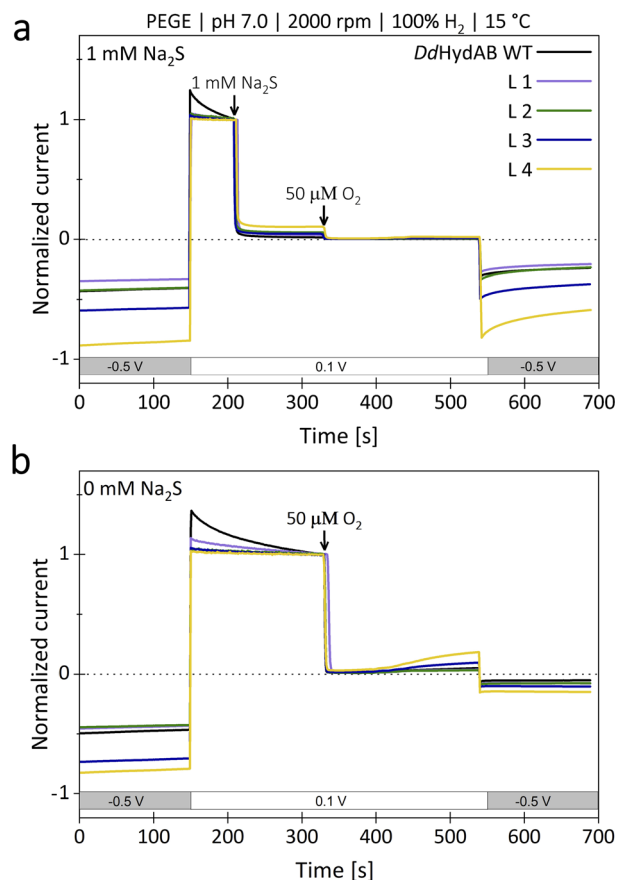 PEGE | pH 7.0 | 2000 rpm | 100% H₂ | 15 °C
a
1 mM Na₂S
1 mM Na₂S
50 µM O₂
DdHydAB WT
L 1
L 2
L 3
L 4
Normalized current
1
0
-1
-0.5 V
0.1 V
-0.5 V
0 100 200 300 400 500 600 700
Time [s]
b
0 mM Na₂S
50 µM O₂
Normalized current
1
0
-1
-0.5 V
0.1 V
-0.5 V
0 100 200 300 400 500 600 700
Time [s]